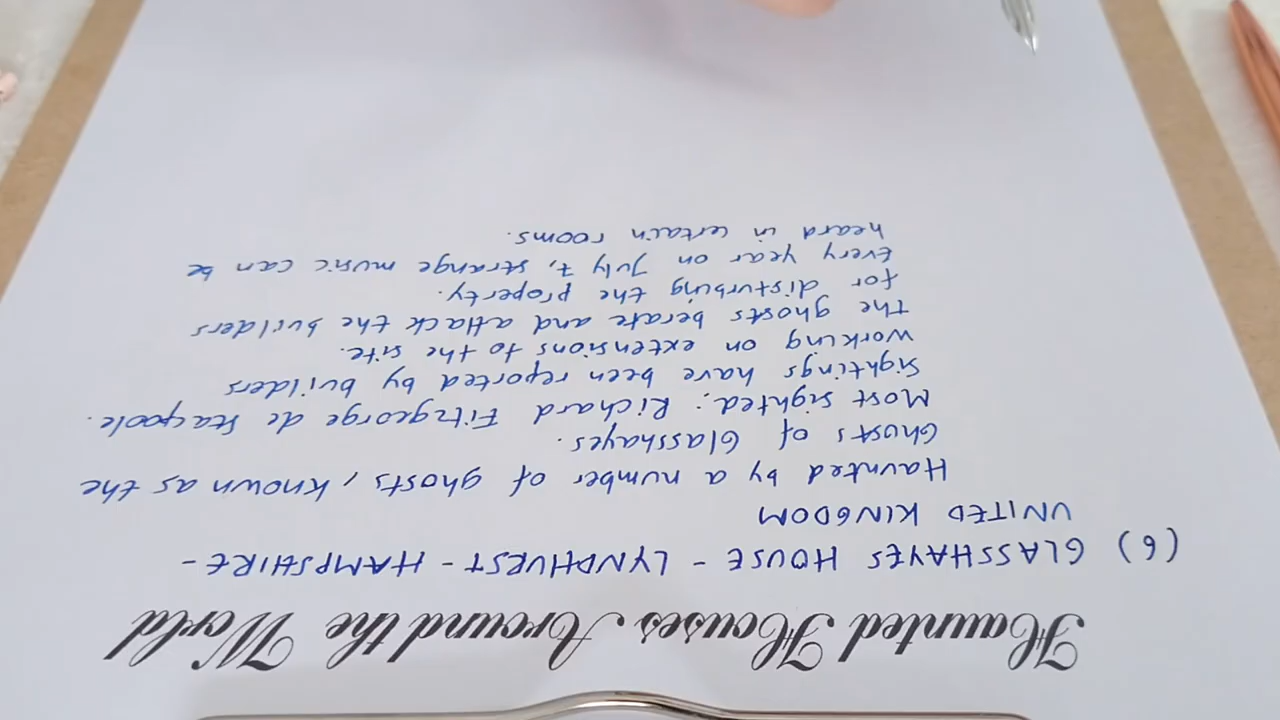 Haunted Houses Around the World
(6) GLASSHAYES HOUSE - LYNDHURST - HAMPSHIRE -
UNITED KINGDOM
Haunted by a number of ghosts, known as the
Ghosts of Glasshayes.
Most sighted: Richard Fitzgeorge de Stacpoole.
Sightings have been reported by builders
working on extensions to the site.
The ghosts berate and attack the builders
for disturbing the property.
Every year on July 7, strange music can be
heard in certain rooms.